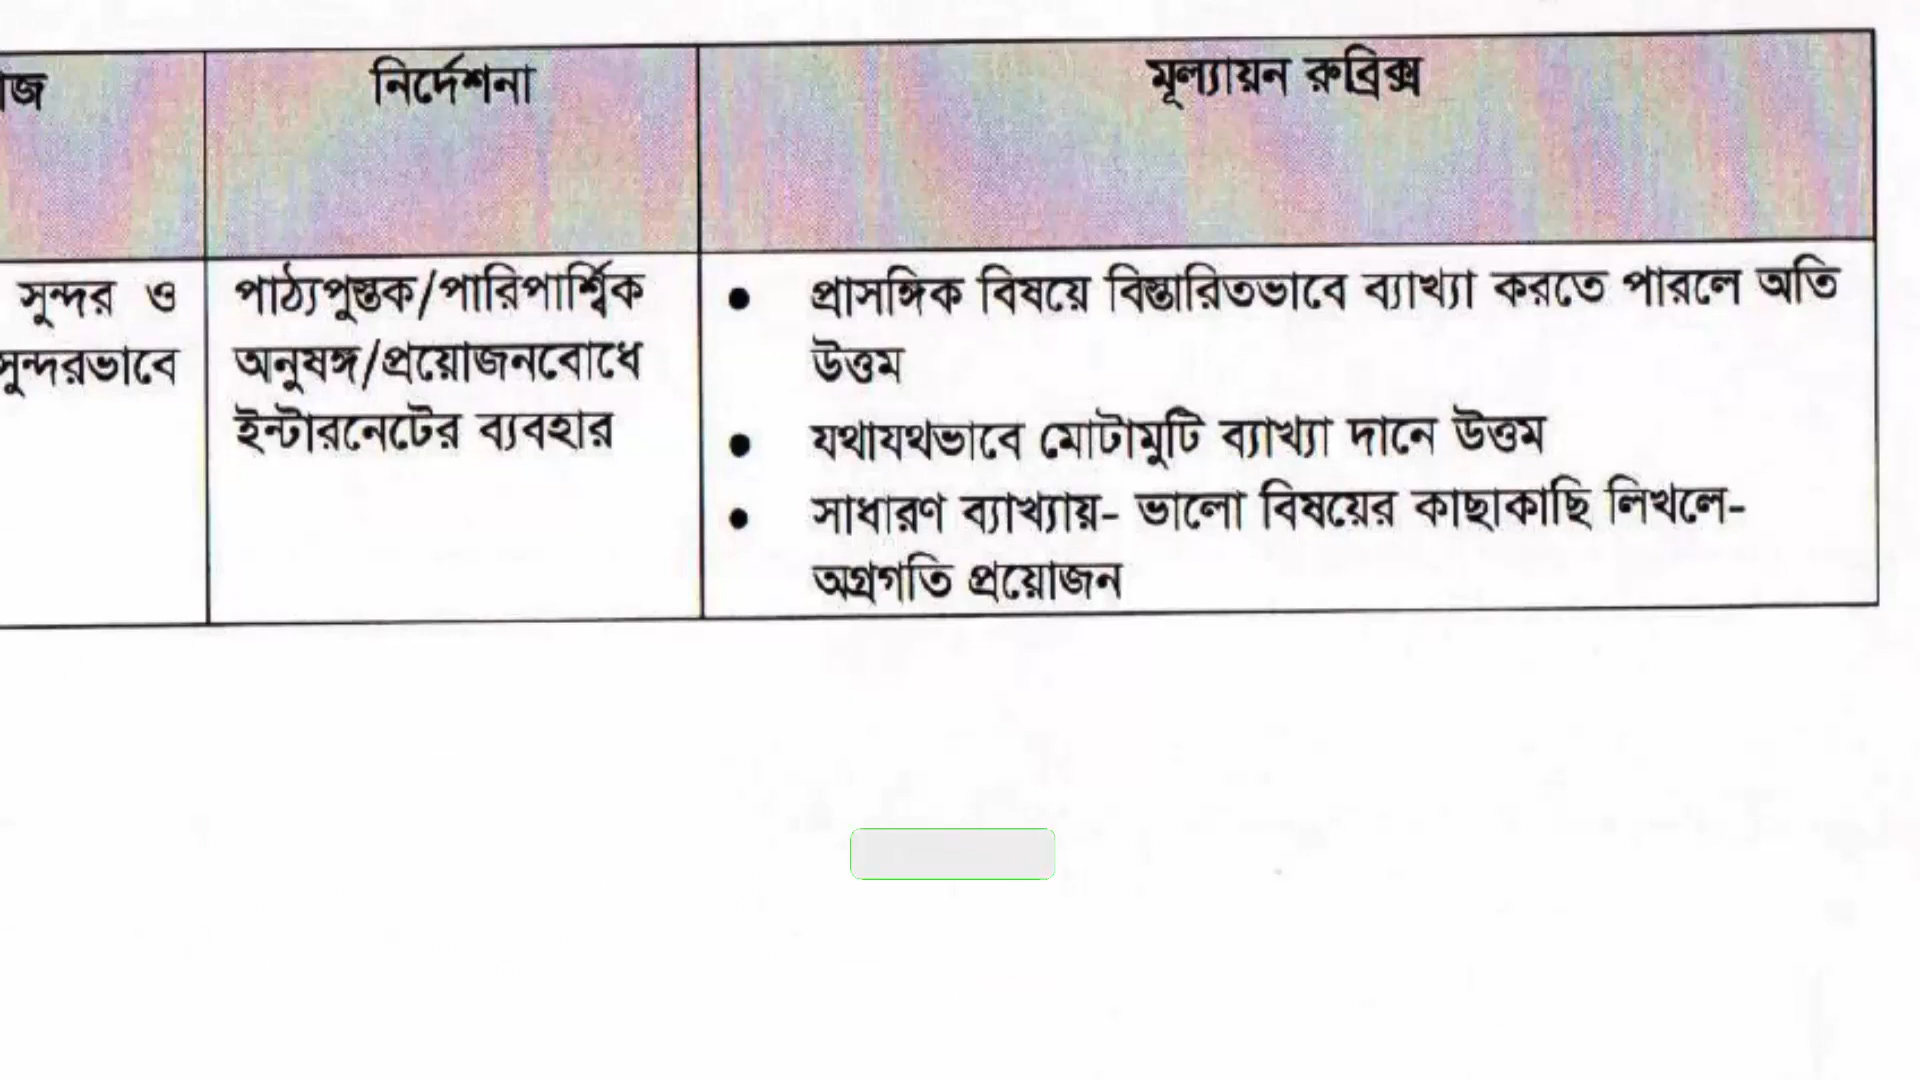 নির্দেশনা
মূল্যায়ন রুব্রিক্স
সুন্দর ও
সুন্দরভাবে
পাঠ্যপুস্তক/পারিপার্শ্বিক
অনুষঙ্গ/প্রয়োজনবোধে
ইন্টারনেটের ব্যবহার
● প্রাসঙ্গিক বিষয়ে বিস্তারিতভাবে ব্যাখ্যা করতে পারলে অতি
উত্তম
● যথাযথভাবে মোটামুটি ব্যাখ্যা দানে উত্তম
● সাধারণ ব্যাখ্যায়- ভালো বিষয়ের কাছাকাছি লিখলে-
অগ্রগতি প্রয়োজন